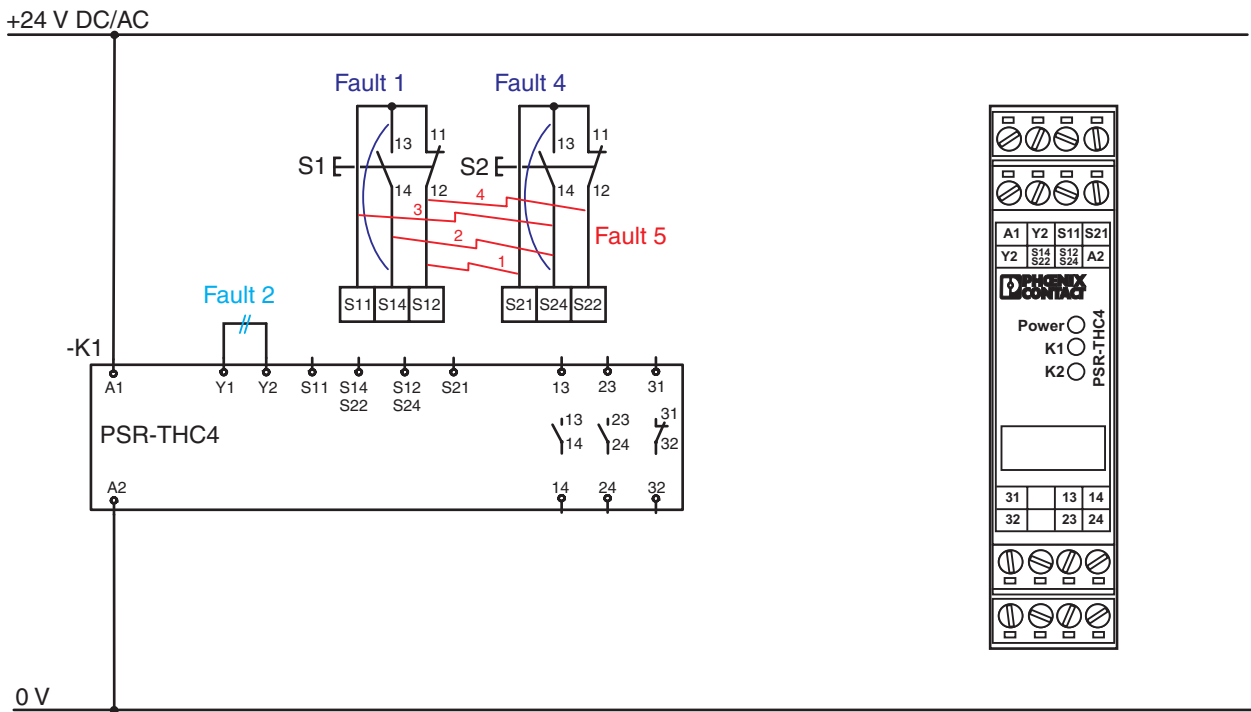 +24 V DC/AC
Fault 1 Fault 4
13 11 13 11
S1 S2
14 12 14 12
4
3
2 Fault 5
1
Fault 2
S11 S14 S12 S21 S24 S22
-K1
A1 Y1 Y2 S11 S14 S12 S21 13 23 31
S22 S24
PSR-THC4
13 23 31
14 24 32
A2 14 24 32
0 V
A1 Y2 S11 S21
Y2 S14 S22 S12 S24 A2
PHŒNIX
CONTACT
Power
K1
K2
PSR-THC4
31 13 14
32 23 24